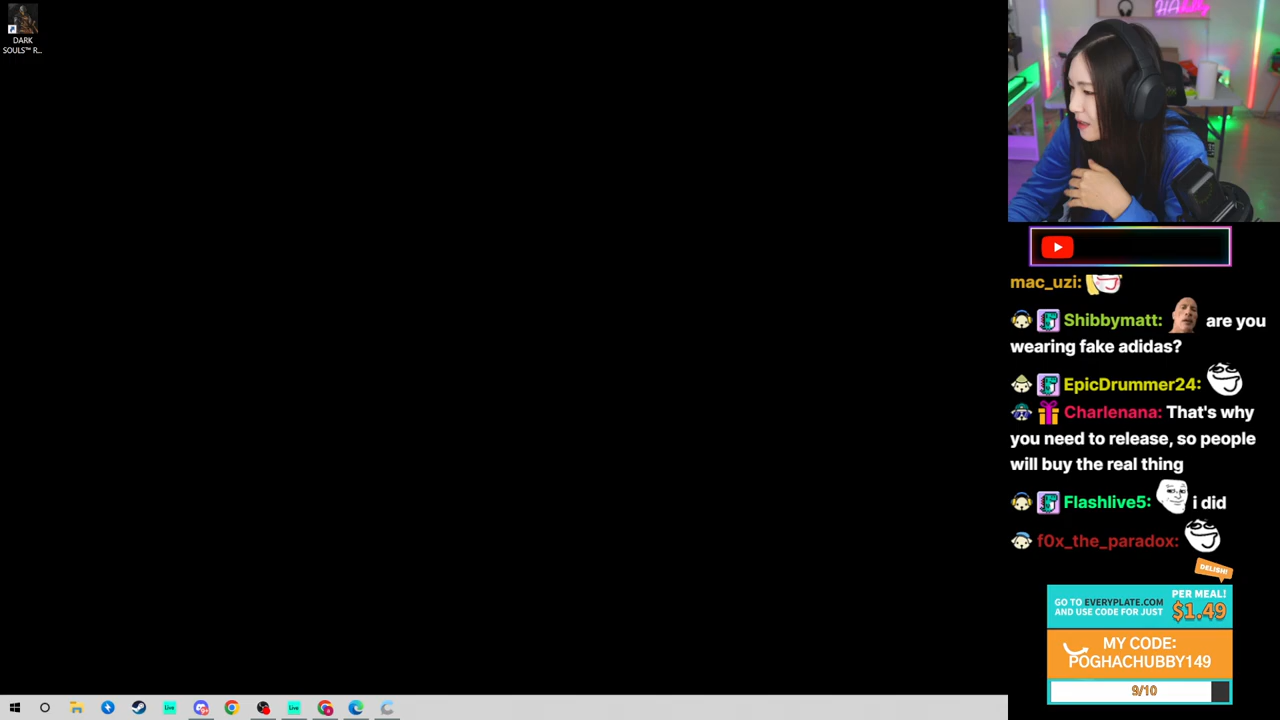 DARK
SOULS™ R...
mac_uzi:
Shibbymatt: are you
wearing fake adidas?
EpicDrummer24:
Charlenana: That's why
you need to release, so people
will buy the real thing
Flashlive5: i did
f0x_the_paradox:
DELISH!
GO TO EVERYPLATE.COM
AND USE CODE FOR JUST
PER MEAL!
$1.49
MY CODE:
POGHACHUBBY149
9/10
Live
Live